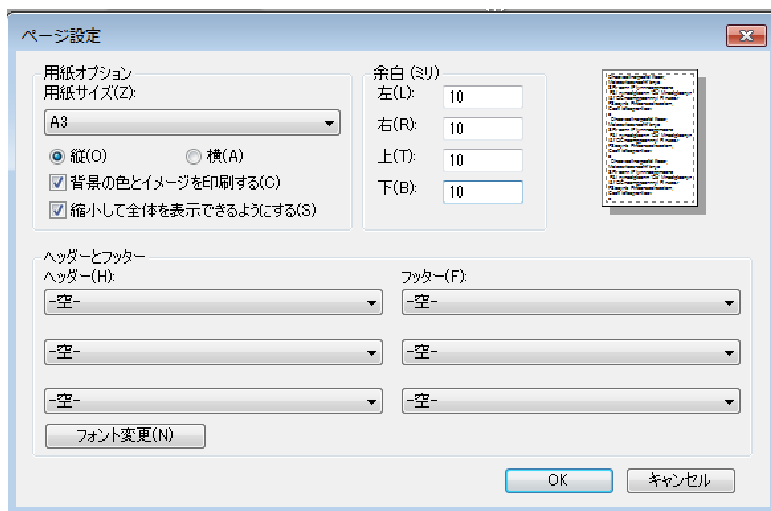 ページ設定
用紙オプション
用紙サイズ(Z):
A3
縦(O)
横(A)
背景の色とイメージを印刷する(C)
縮小して全体を表示できるようにする(S)
余白 (ミリ)
左(L):
10
右(R):
10
上(T):
10
下(B):
10
ヘッダーとフッター
ヘッダー(H):
フッター(F):
-空-
-空-
-空-
-空-
-空-
-空-
フォント変更(N)
OK
キャンセル